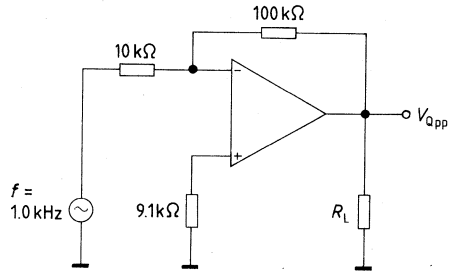 100 kΩ
10 kΩ
−
V_Qpp
+
f =
1.0 kHz
9.1 kΩ
R_L